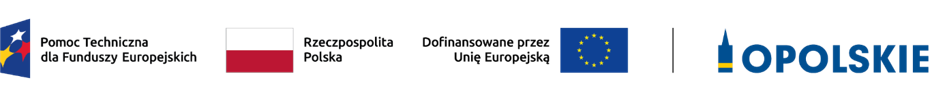 Pomoc Techniczna
dla Funduszy Europejskich
Rzeczpospolita
Polska
Dofinansowane przez
Unię Europejską
OPOLSKIE